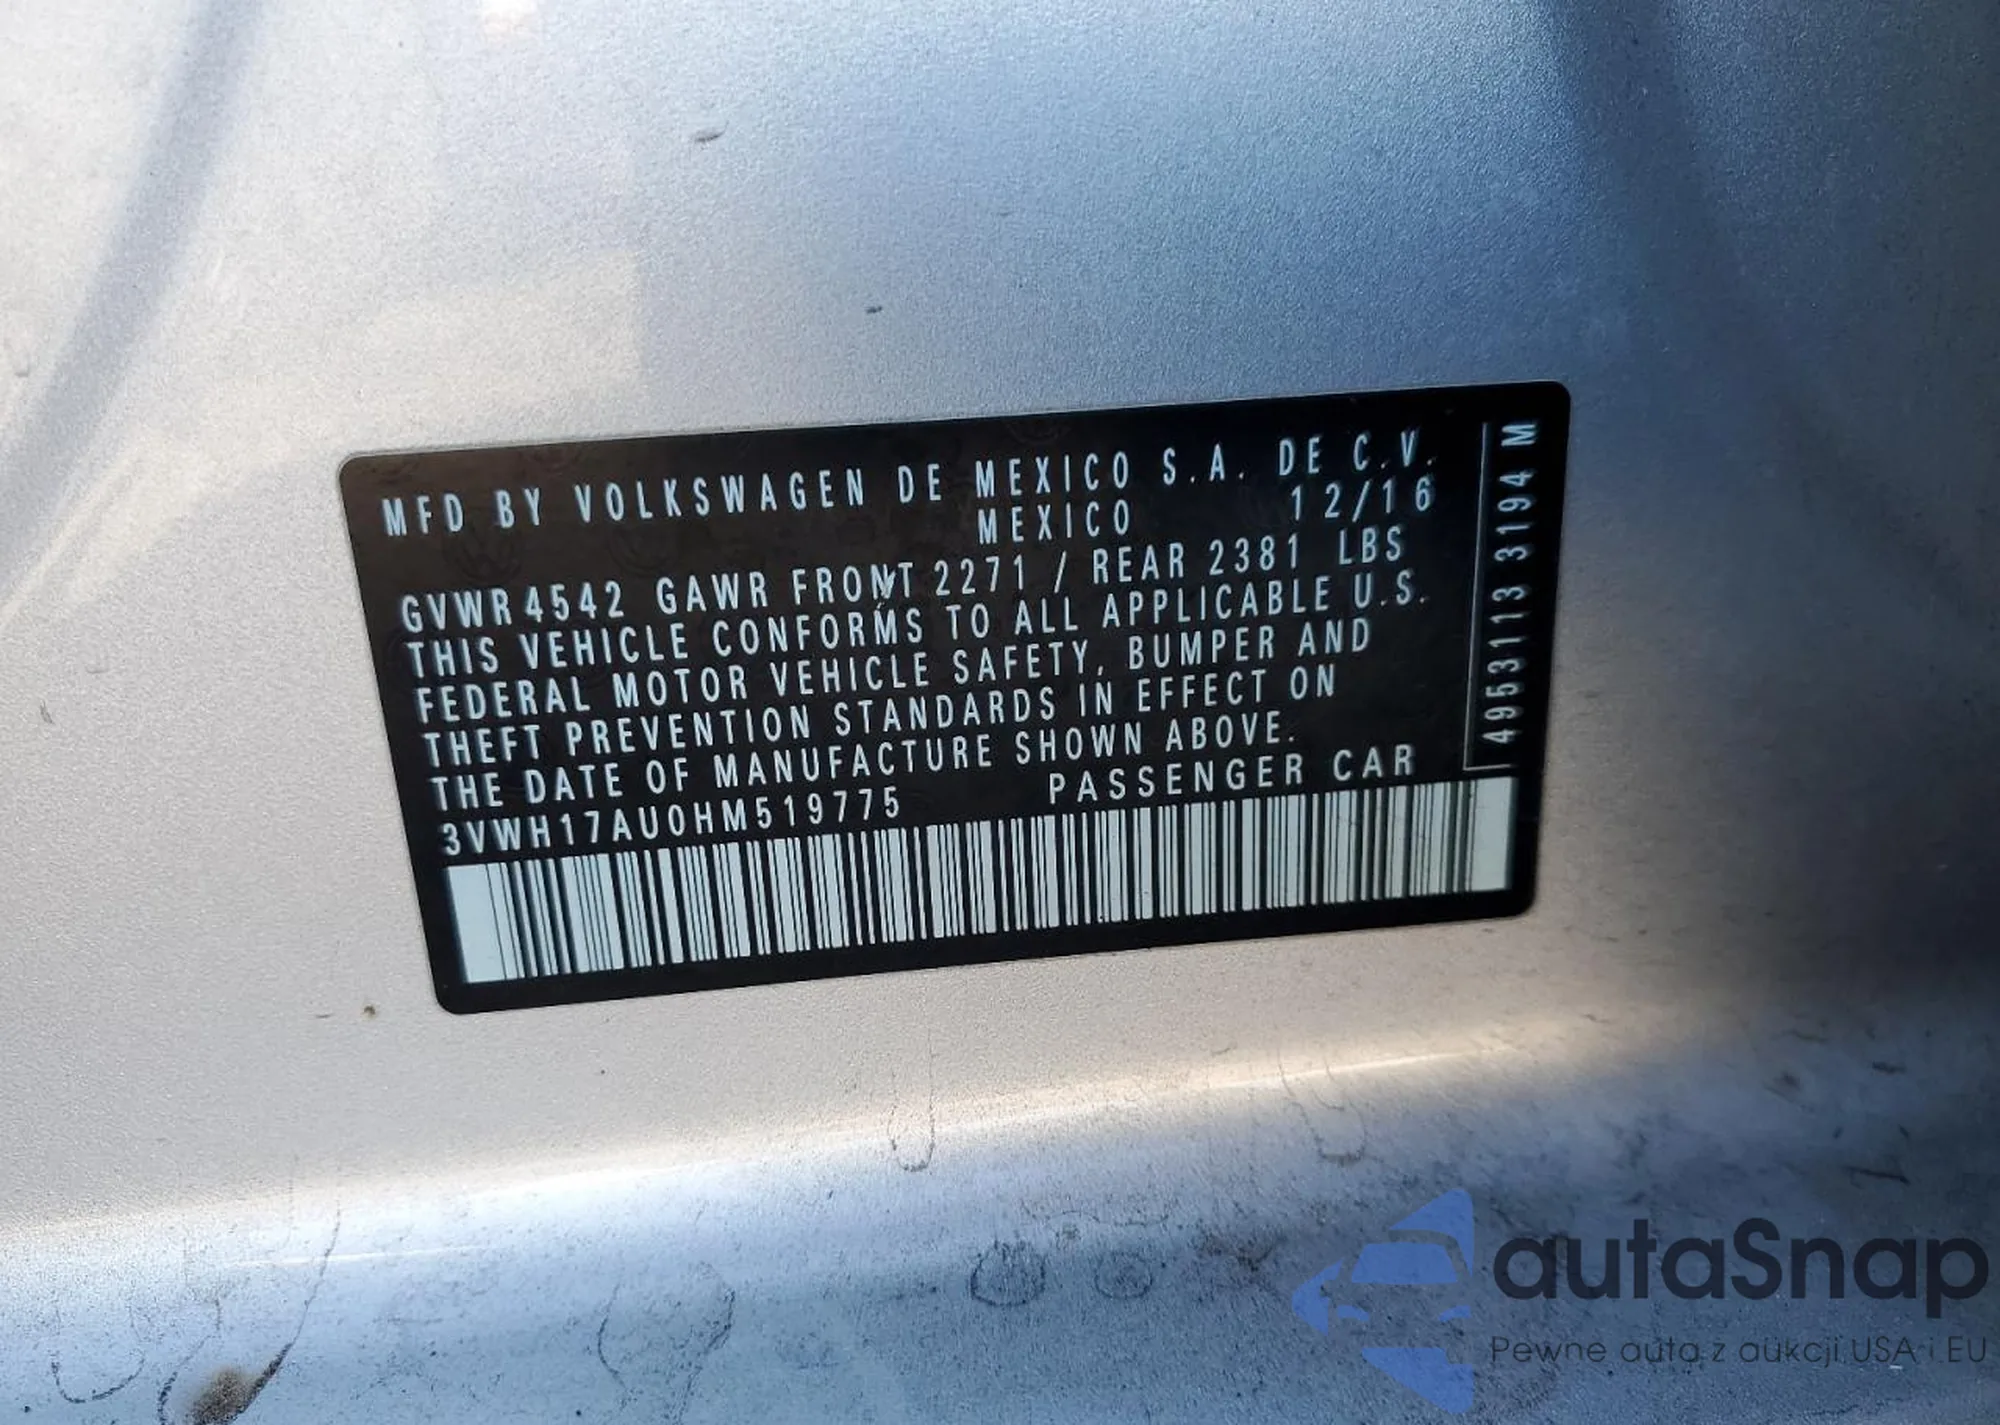 MFD BY VOLKSWAGEN DE MEXICO S.A. DE C.V.
MEXICO 12/16
GVWR 4542 GAWR FRONT 2271 / REAR 2381 LBS
THIS VEHICLE CONFORMS TO ALL APPLICABLE U.S.
FEDERAL MOTOR VEHICLE SAFETY, BUMPER AND
THEFT PREVENTION STANDARDS IN EFFECT ON
THE DATE OF MANUFACTURE SHOWN ABOVE.
3VWH17AU0HM519775 PASSENGER CAR
4953113 3194 M
autaSnap
Pewne auta z aukcji USA i EU